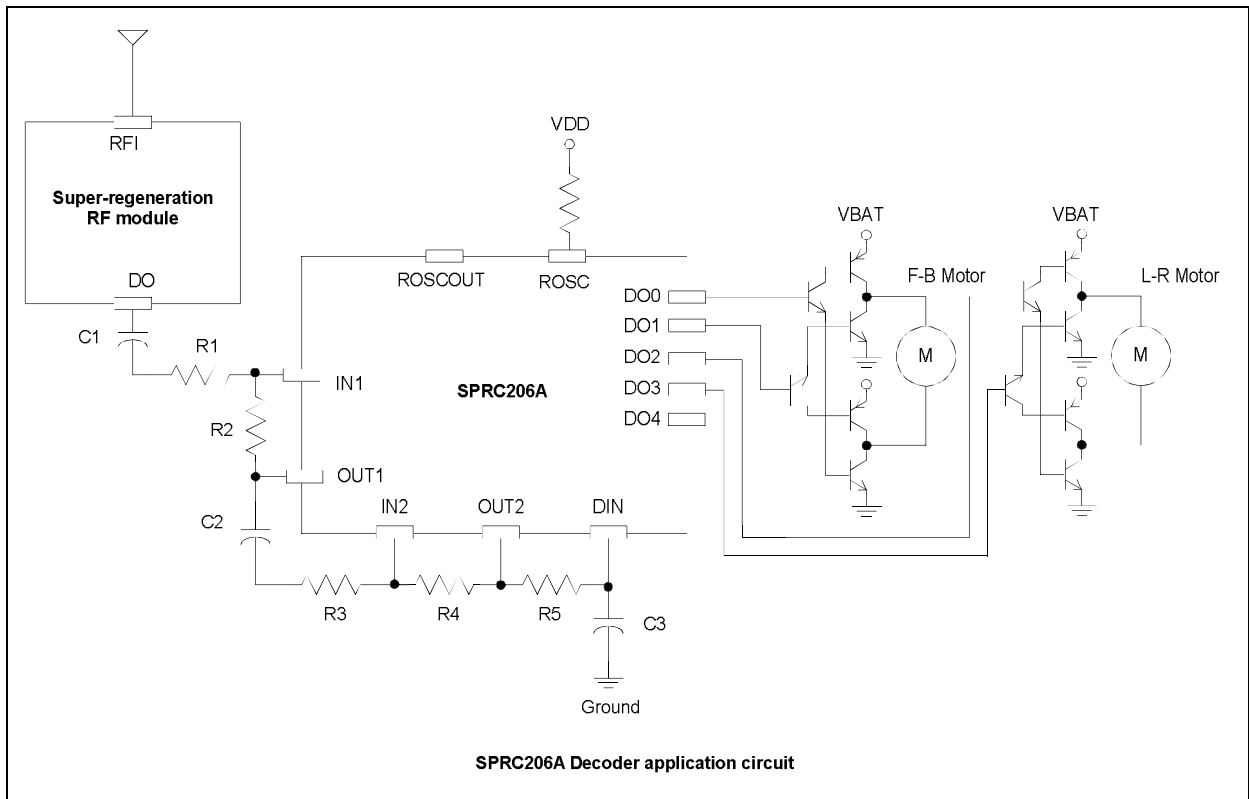 RFI
Super-regeneration
RF module
DO
C1
R1
R2
C2
IN1
OUT1
VDD
ROSCOUT
ROSC
SPRC206A
DO0
DO1
DO2
DO3
DO4
IN2
OUT2
DIN
R3
R4
R5
C3
Ground
VBAT
F-B Motor
M
VBAT
L-R Motor
M
SPRC206A Decoder application circuit